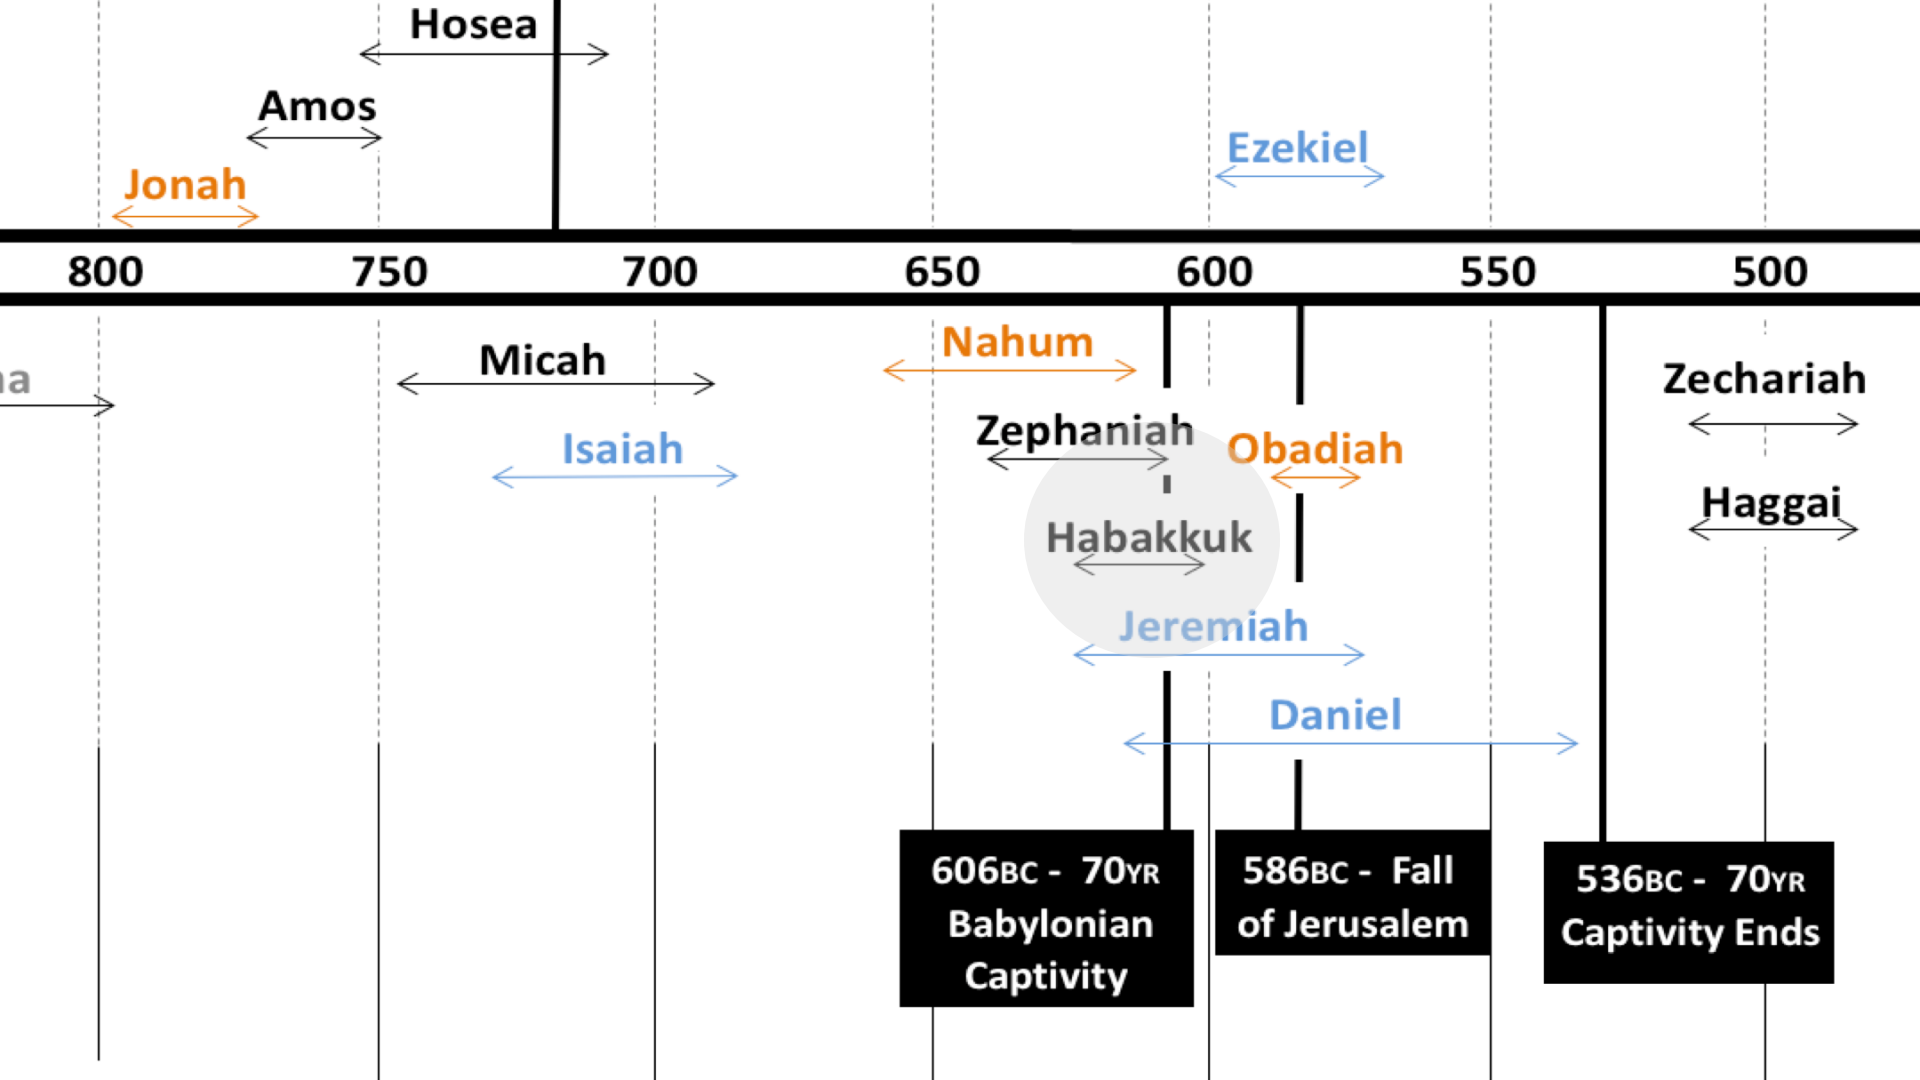 Hosea
Amos
Jonah
Ezekiel
800 750 700 650 600 550 500
Nahum
Micah
Zechariah
Zephaniah
Isaiah
Obadiah
Haggai
Habakkuk
Jeremiah
Daniel
606BC - 70YR
Babylonian
Captivity
586BC - Fall
of Jerusalem
536BC - 70YR
Captivity Ends